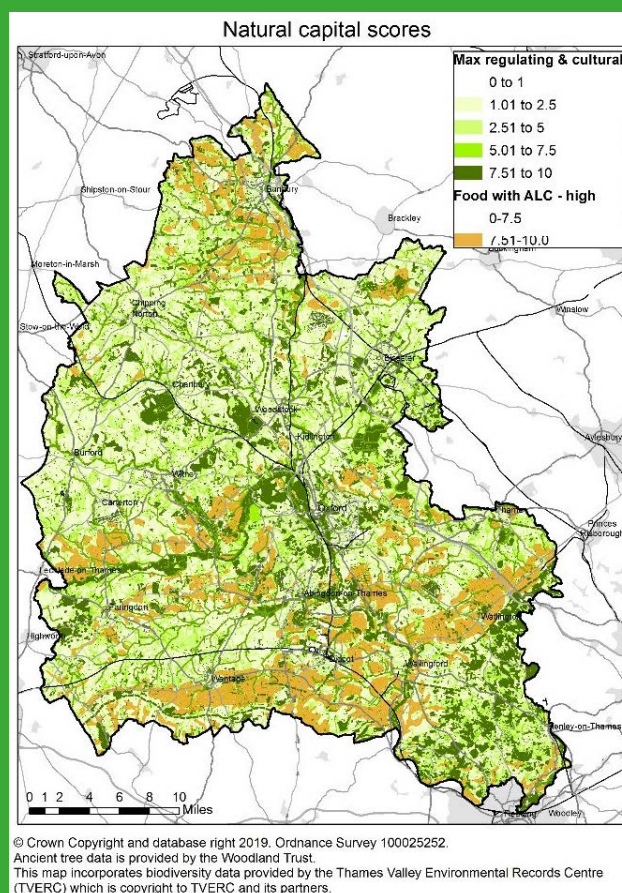 Natural capital scores
Stratford-upon-Avon
Max regulating & cultural
0 to 1
1.01 to 2.5
2.51 to 5
5.01 to 7.5
7.51 to 10
Food with ALC - high
0-7.5
7.51-10.0
Shipston-on-Stour
Banbury
Brackley
Buckingham
Moreton-in-Marsh
Chipping
Norton
Winslow
Stow-on-the-Wold
Bicester
Charlbury
Woodstock
Kidlington
Aylesbury
Burford
Witney
Carterton
Oxford
Thame
Princes
Risborough
Lechlade-on-Thames
Abingdon-on-Thames
Faringdon
Watlington
Highworth
Didcot
Wallingford
Wantage
Henley-on-Thames
Reading
Woodley
0 1 2 4 6 8 10
Miles
© Crown Copyright and database right 2019. Ordnance Survey 100025252.
Ancient tree data is provided by the Woodland Trust.
This map incorporates biodiversity data provided by the Thames Valley Environmental Records Centre
(TVERC) which is copyright to TVERC and its partners.